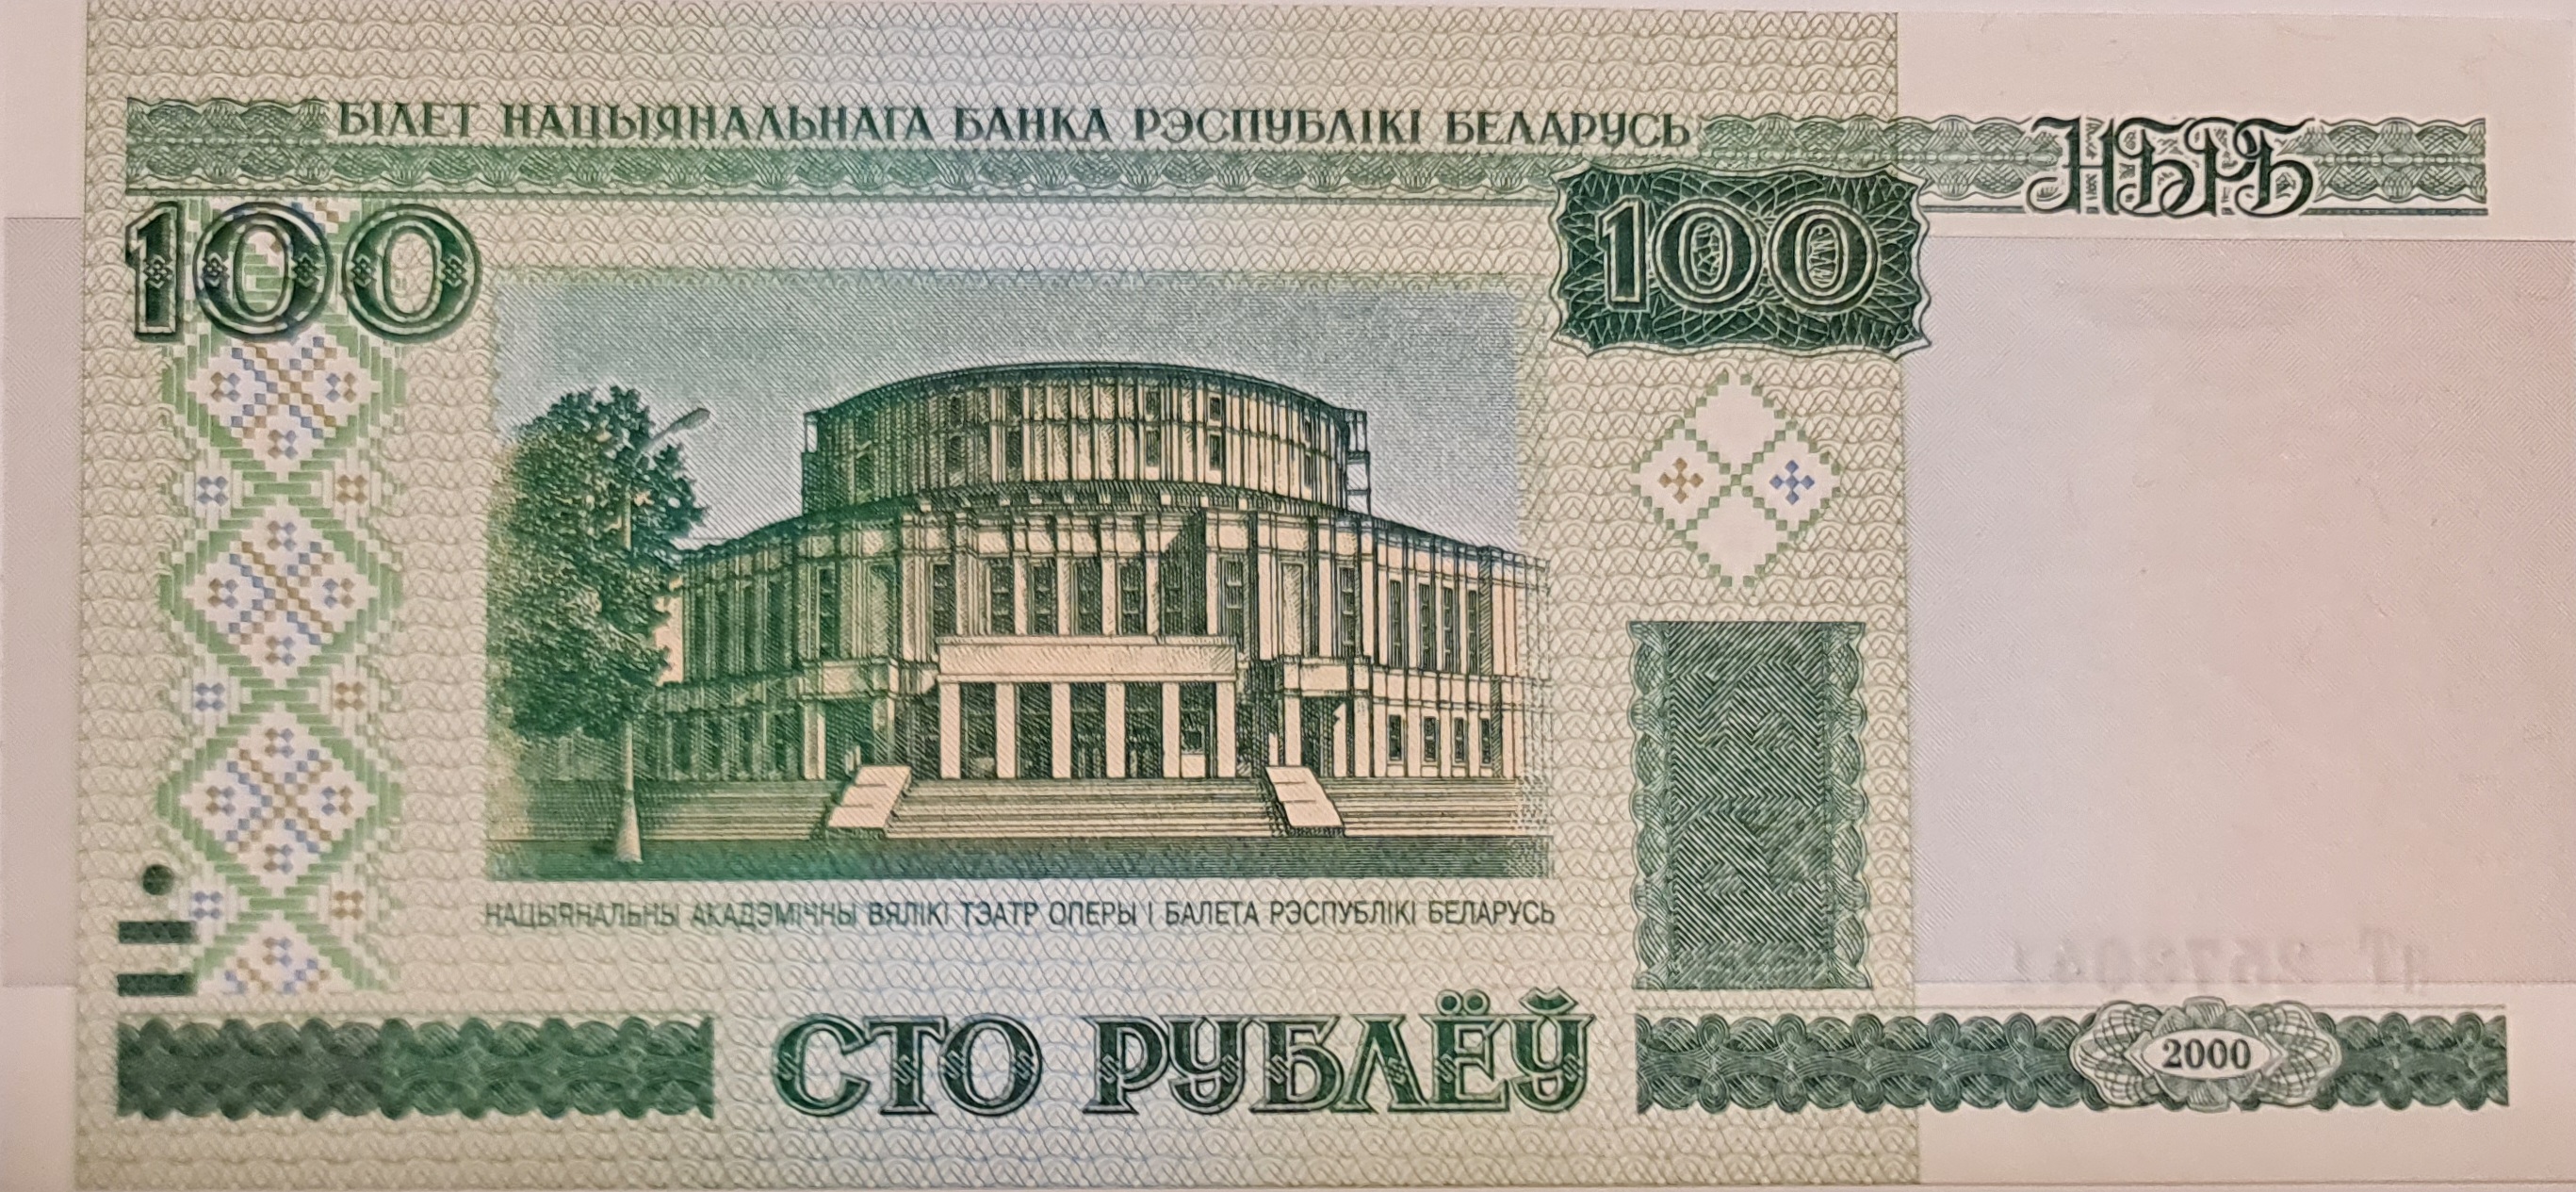 БІЛЕТ НАЦЫЯНАЛЬНАГА БАНКА РЭСПУБЛІКІ БЕЛАРУСЬ
НБРБ
100
100
НАЦЫЯНАЛЬНЫ АКАДЭМІЧНЫ ВЯЛІКІ ТЭАТР ОПЕРЫ І БАЛЕТА РЭСПУБЛІКІ БЕЛАРУСЬ
СТО РУБЛЁЎ
2000